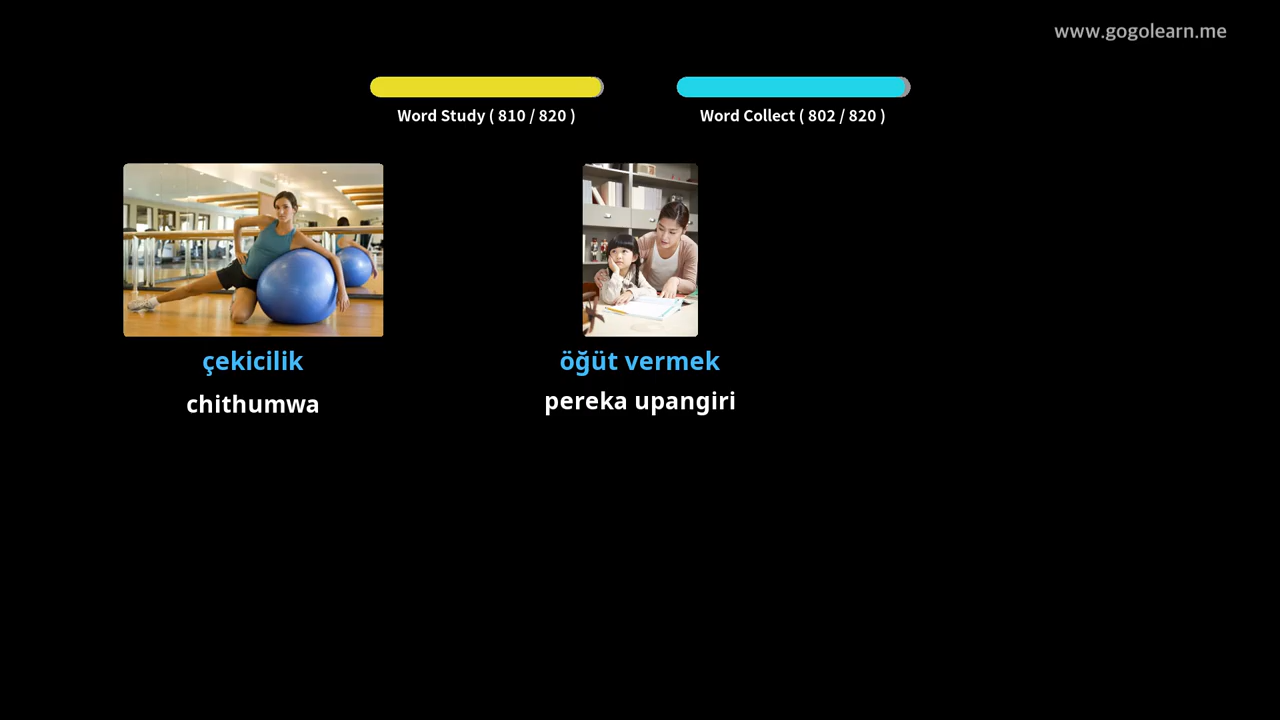 www.gogolearn.me
Word Study ( 810 / 820 )
Word Collect ( 802 / 820 )
çekicilik
chithumwa
öğüt vermek
pereka upangiri